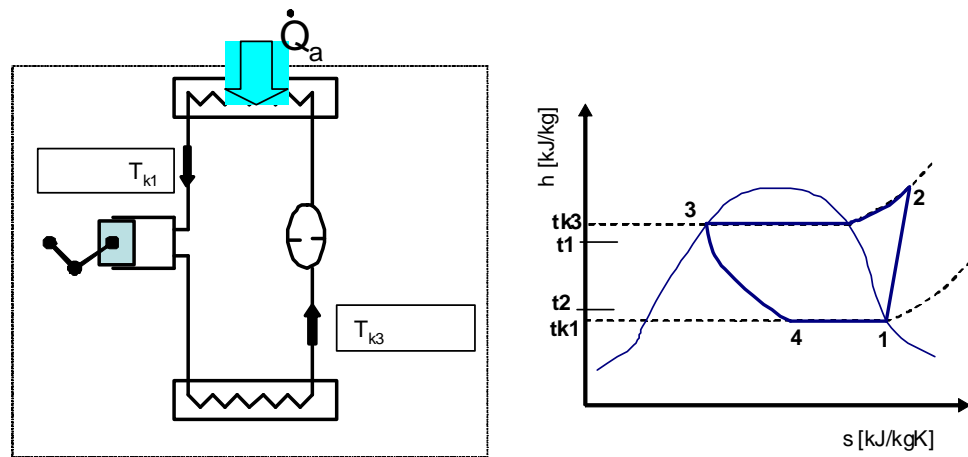 Q̇a
Tk1
Tk3
h [kJ/kg]
tk3
t1
t2
tk1
3
2
4
1
s [kJ/kgK]